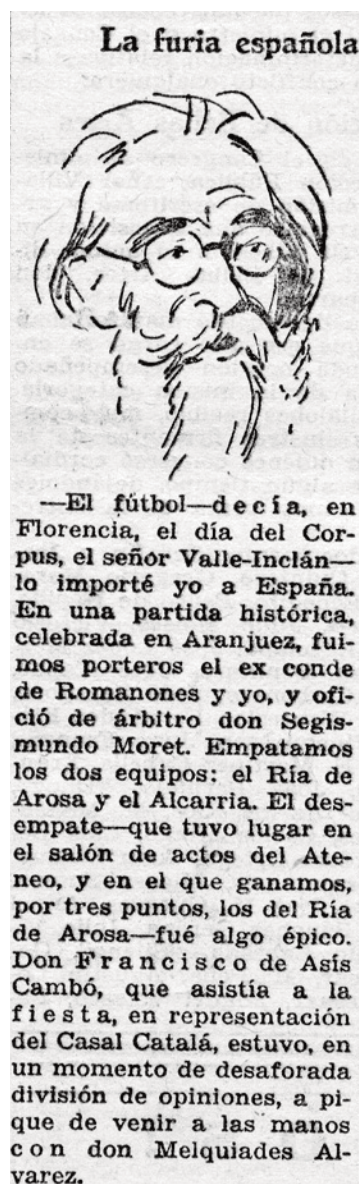 La furia española
—El fútbol—decía, en
Florencia, el día del Cor-
pus, el señor Valle-Inclán—
lo importé yo a España.
En una partida histórica,
celebrada en Aranjuez, fui-
mos porteros el ex conde
de Romanones y yo, y ofi-
ció de árbitro don Segis-
mundo Moret. Empatamos
los dos equipos: el Ría de
Arosa y el Alcarria. El des-
empate—que tuvo lugar en
el salón de actos del Ate-
neo, y en el que ganamos,
por tres puntos, los del Ría
de Arosa—fué algo épico.
Don Francisco de Asís
Cambó, que asistía a la
fiesta, en representación
del Casal Catalá, estuvo, en
un momento de desaforada
división de opiniones, a pi-
que de venir a las manos
con don Melquiades Al-
varez.